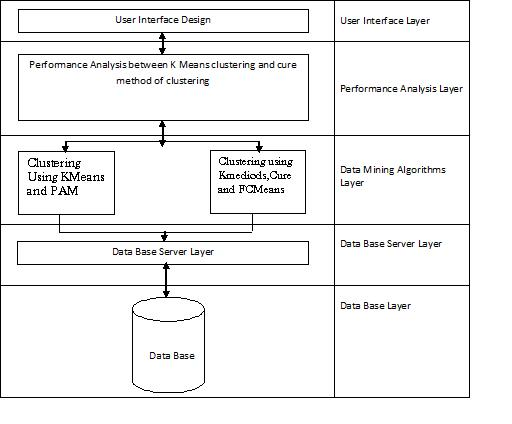 User Interface Design
User Interface Layer
Performance Analysis between K Means clustering and cure
method of clustering
Performance Analysis Layer
Clustering
Using KMeans
and PAM
Clustering using
Kmediods,Cure
and FCMeans
Data Mining Algorithms
Layer
Data Base Server Layer
Data Base Server Layer
Data Base Layer
Data Base